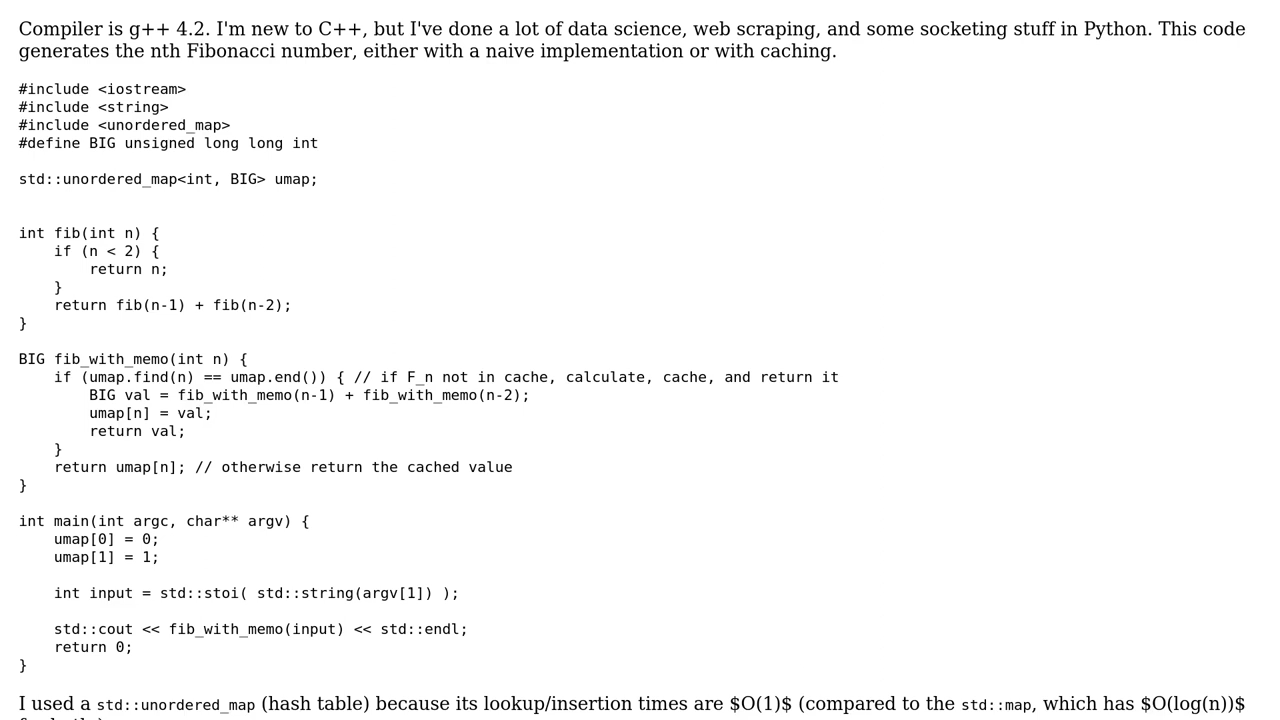 Compiler is g++ 4.2. I'm new to C++, but I've done a lot of data science, web scraping, and some socketing stuff in Python. This code
generates the nth Fibonacci number, either with a naive implementation or with caching.
#include <iostream>
#include <string>
#include <unordered_map>
#define BIG unsigned long long int
std::unordered_map<int, BIG> umap;
int fib(int n) {
    if (n < 2) {
        return n;
    }
    return fib(n-1) + fib(n-2);
}
BIG fib_with_memo(int n) {
    if (umap.find(n) == umap.end()) { // if F_n not in cache, calculate, cache, and return it
        BIG val = fib_with_memo(n-1) + fib_with_memo(n-2);
        umap[n] = val;
        return val;
    }
    return umap[n]; // otherwise return the cached value
}
int main(int argc, char** argv) {
    umap[0] = 0;
    umap[1] = 1;
    int input = std::stoi( std::string(argv[1]) );
    std::cout << fib_with_memo(input) << std::endl;
    return 0;
}
I used a std::unordered_map (hash table) because its lookup/insertion times are $O(1)$ (compared to the std::map, which has $O(log(n))$